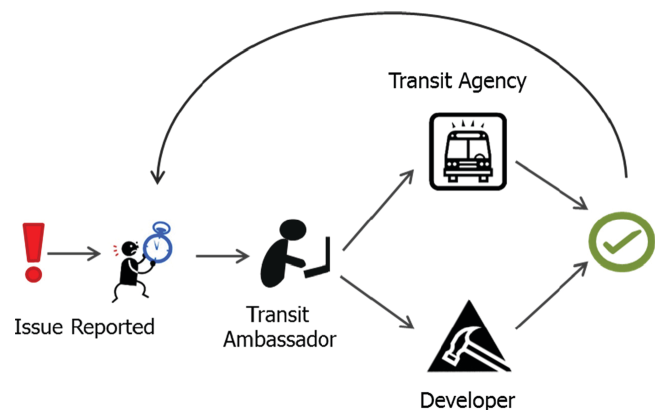 Transit Agency
Issue Reported
Transit
Ambassador
Developer